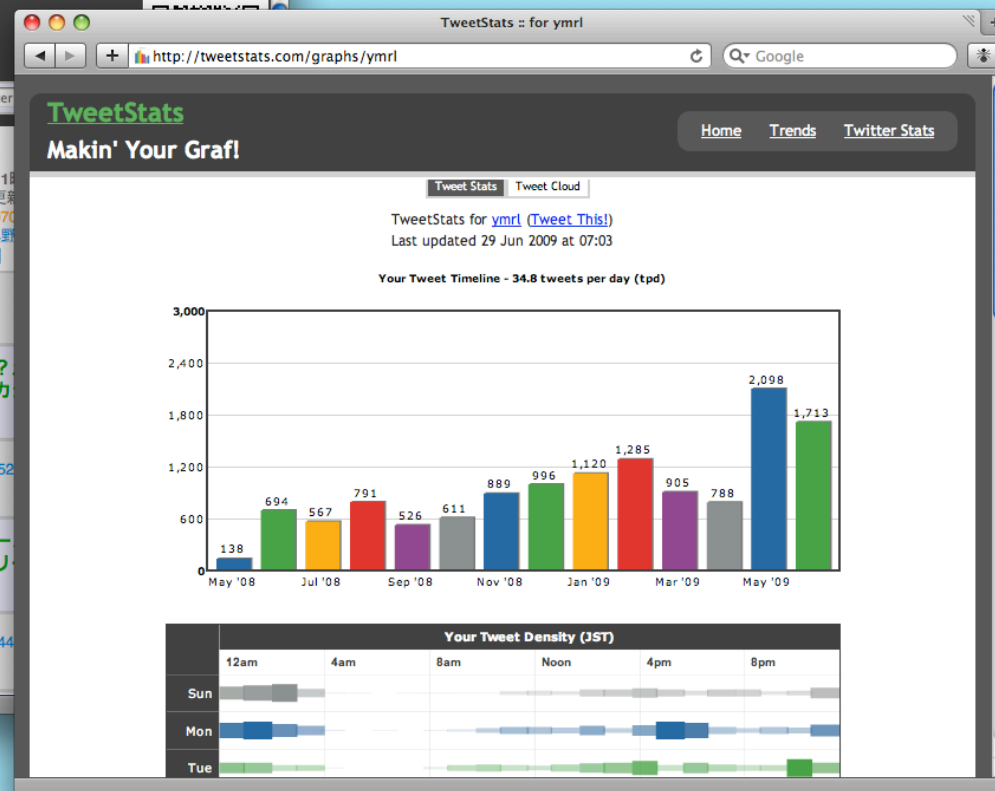 TweetStats :: for ymrl
http://tweetstats.com/graphs/ymrl
Google
TweetStats
Makin' Your Graf!
Home Trends Twitter Stats
Tweet Stats Tweet Cloud
TweetStats for ymrl (Tweet This!)
Last updated 29 Jun 2009 at 07:03
Your Tweet Timeline - 34.8 tweets per day (tpd)
3,000
2,400
1,800
1,200
600
0
138
694
567
791
526
611
889
996
1,120
1,285
905
788
2,098
1,713
May '08 Jul '08 Sep '08 Nov '08 Jan '09 Mar '09 May '09
Your Tweet Density (JST)
12am 4am 8am Noon 4pm 8pm
Sun
Mon
Tue